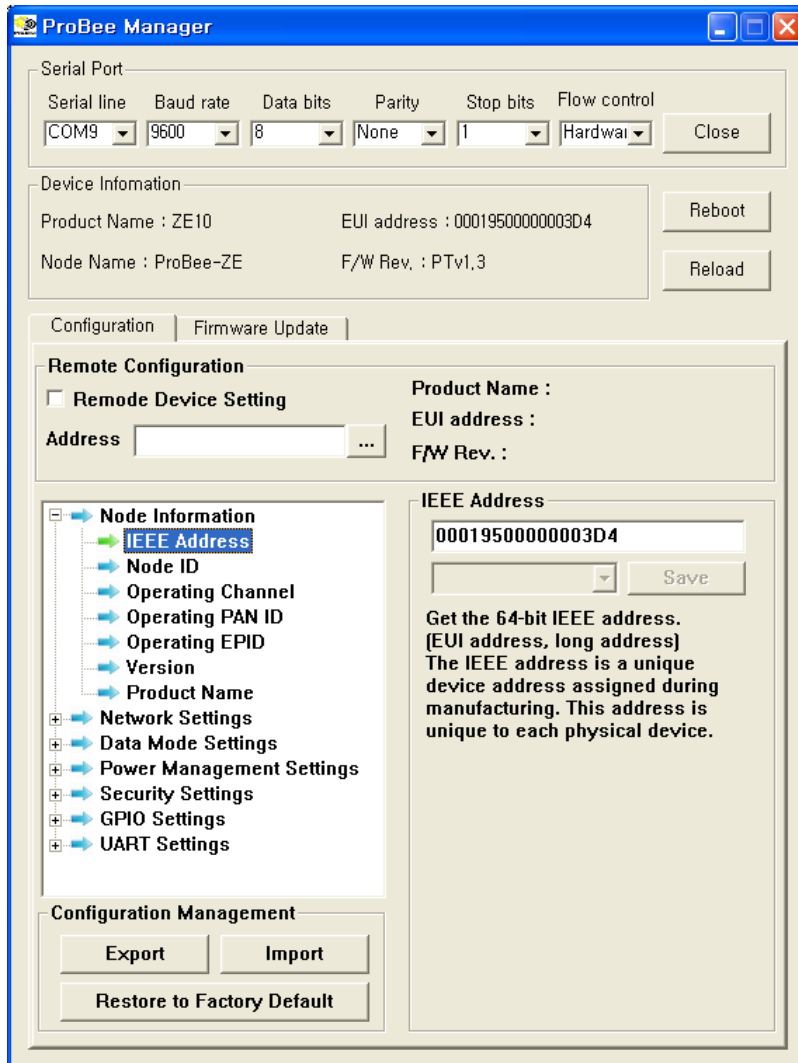 ProBee Manager
Serial Port
Serial line Baud rate Data bits Parity Stop bits Flow control
COM9 9600 8 None 1 Hardwar Close
Device Infomation
Product Name : ZE10 EUI address : 00019500000003D4
Node Name : ProBee-ZE F/W Rev. : PTv1.3
Reboot
Reload
Configuration Firmware Update
Remote Configuration
Remode Device Setting
Address ...
Product Name :
EUI address :
F/W Rev. :
Node Information
IEEE Address
Node ID
Operating Channel
Operating PAN ID
Operating EPID
Version
Product Name
Network Settings
Data Mode Settings
Power Management Settings
Security Settings
GPIO Settings
UART Settings
IEEE Address
00019500000003D4
Save
Get the 64-bit IEEE address.
(EUI address, long address)
The IEEE address is a unique
device address assigned during
manufacturing. This address is
unique to each physical device.
Configuration Management
Export Import
Restore to Factory Default